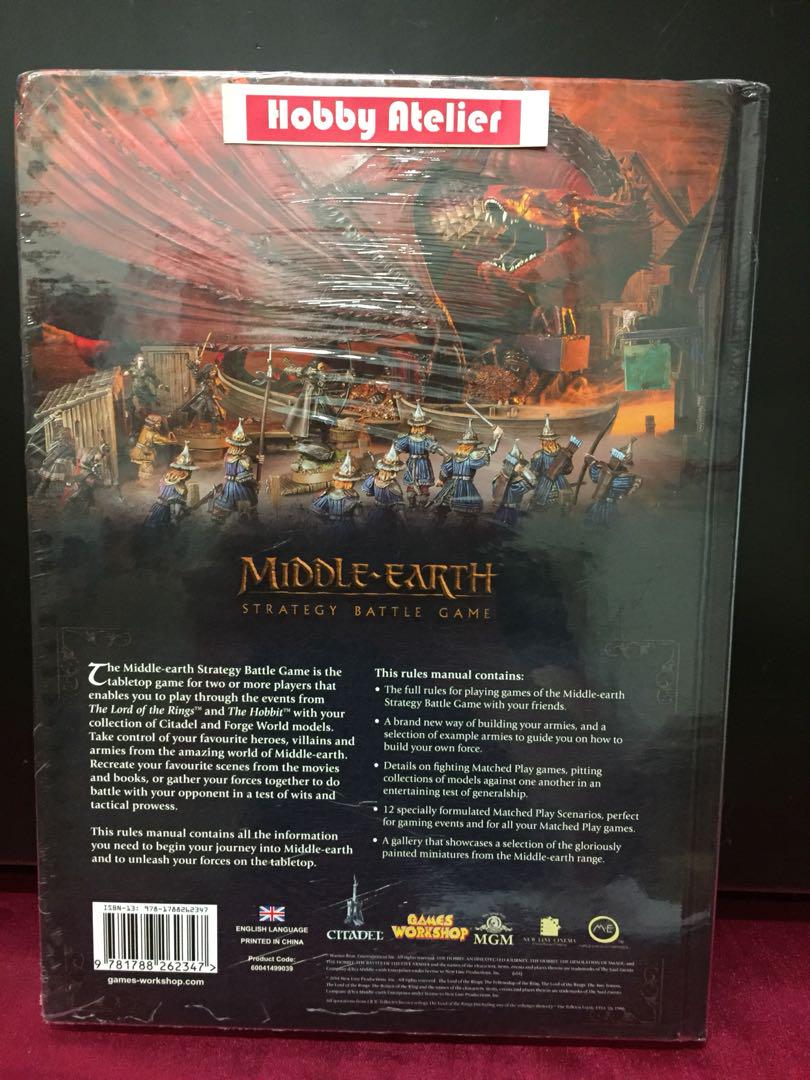 Hobby Atelier
MIDDLE-EARTH
STRATEGY BATTLE GAME
The Middle-earth Strategy Battle Game is the
tabletop game for two or more players that
enables you to play through the events from
The Lord of the Rings™ and The Hobbit™ with your
collection of Citadel and Forge World models.
Take control of your favourite heroes, villains and
armies from the amazing world of Middle-earth.
Recreate your favourite scenes from the movies
and books, or gather your forces together to do
battle with your opponent in a test of wits and
tactical prowess.
This rules manual contains all the information
you need to begin your journey into Middle-earth
and to unleash your forces on the tabletop.
This rules manual contains:
• The full rules for playing games of the Middle-earth
Strategy Battle Game with your friends.
• A brand new way of building your armies, and a
selection of example armies to guide you on how to
build your own force.
• Details on fighting Matched Play games, pitting
collections of models against one another in an
entertaining test of generalship.
• 12 specially formulated Matched Play Scenarios, perfect
for gaming events and for all your Matched Play games.
• A gallery that showcases a selection of the gloriously
painted miniatures from the Middle-earth range.
ISBN-13: 978-1788262347
9 781788 262347>
games-workshop.com
ENGLISH LANGUAGE
PRINTED IN CHINA
Product Code:
60041499039
CITADEL
GAMES
WORKSHOP
MGM
NEW LINE CINEMA
M-E